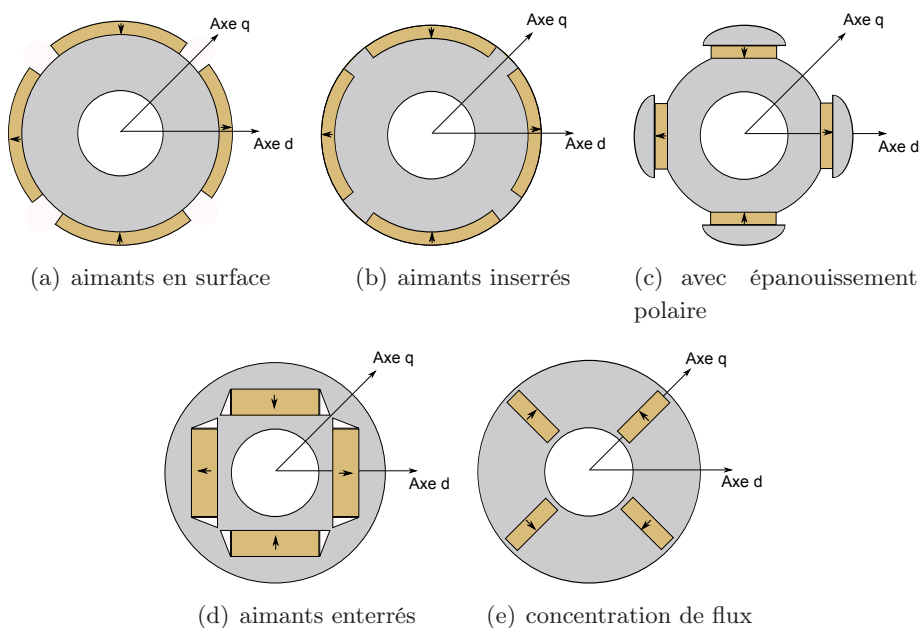 Axe q
Axe d
Axe q
Axe d
Axe q
Axe d
(a) aimants en surface
(b) aimants inserrés
(c) avec épanouissement
polaire
Axe q
Axe d
Axe q
Axe d
(d) aimants enterrés
(e) concentration de flux